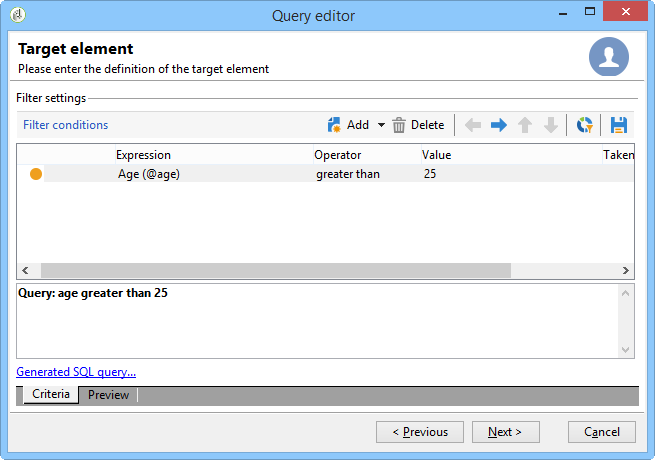 Query editor
Target element
Please enter the definition of the target element
Filter settings
Filter conditions Add Delete
Expression Operator Value Taken
Age (@age) greater than 25
Query: age greater than 25
Generated SQL query...
Criteria Preview
< Previous Next > Cancel